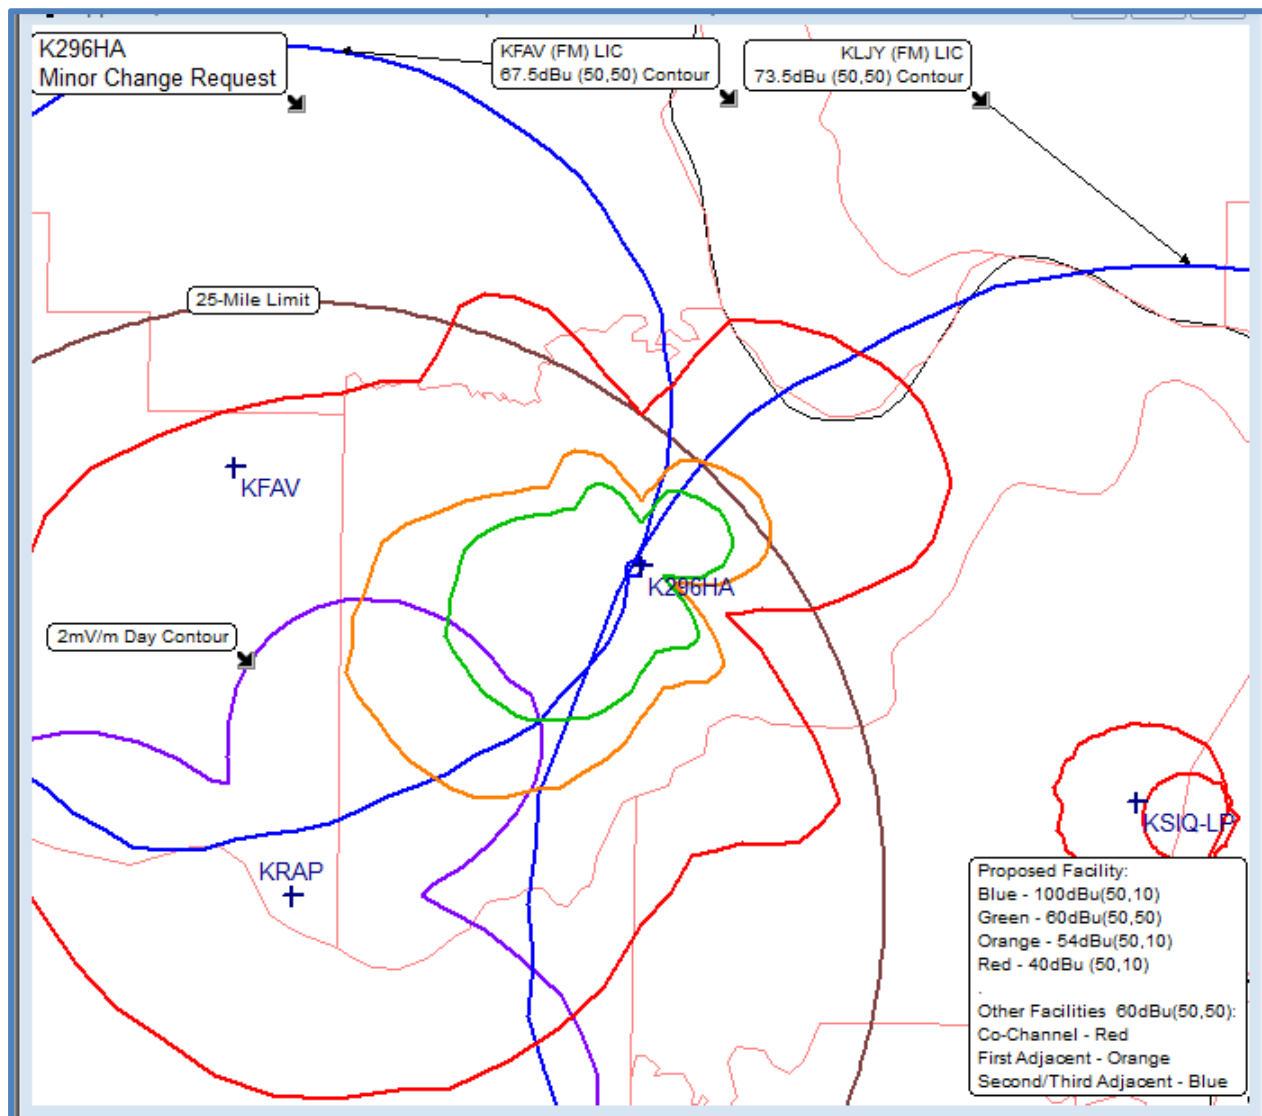 K296HA
Minor Change Request
KFAV (FM) LIC
67.5dBu (50,50) Contour
KLJY (FM) LIC
73.5dBu (50,50) Contour
25-Mile Limit
KFAV
K296HA
2mV/m Day Contour
KRAP
KSIQ-LP
Proposed Facility:
Blue - 100dBu(50,10)
Green - 60dBu(50,50)
Orange - 54dBu(50,10)
Red - 40dBu (50,10)
.
Other Facilities 60dBu(50,50):
Co-Channel - Red
First Adjacent - Orange
Second/Third Adjacent - Blue